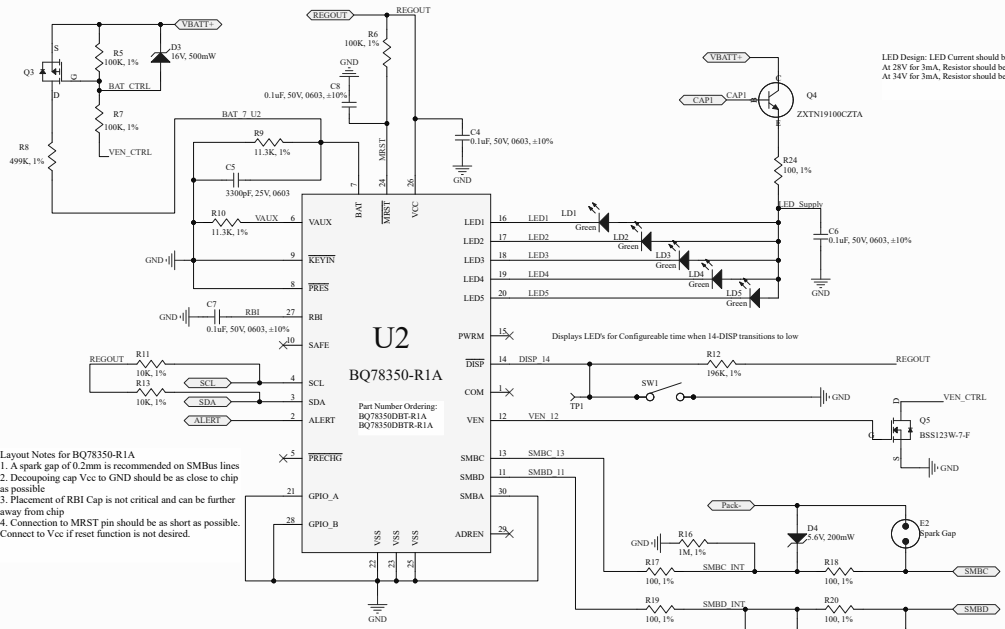 VBATT+
S
Q3
G
D
R5
100K, 1%
D3
16V, 500mW
BAT_CTRL
R7
100K, 1%
VEN_CTRL
R8
499K, 1%
REGOUT
REGOUT
R6
100K, 1%
GND
C8
0.1uF, 50V, 0603, ±10%
BAT_7_U2
R9
11.3K, 1%
C5
3300pF, 25V, 0603
MRST
C4
0.1uF, 50V, 0603, ±10%
GND
VBATT+
C
CAP1
CAP1
B
Q4
ZXTN19100CZTA
E
LED Design: LED Current should b
At 28V for 3mA, Resistor should be
At 34V for 3mA, Resistor should be
R24
100, 1%
LED_Supply
C6
0.1uF, 50V, 0603, ±10%
GND
R10
11.3K, 1%
VAUX
GND
C7
GND
RBI
0.1uF, 50V, 0603, ±10%
REGOUT
R11
10K, 1%
SCL
R13
10K, 1%
SDA
ALERT
7
24
26
BAT
MRST
VCC
6 VAUX
9 KEYIN
8 PRES
27 RBI
10 SAFE
4 SCL
3 SDA
2 ALERT
5 PRECHG
21 GPIO_A
28 GPIO_B
U2
BQ78350-R1A
Part Number Ordering:
BQ78350DBT-R1A
BQ78350DBTR-R1A
VSS
VSS
VSS
22
23
25
GND
LED1 16 LED1
LED2 17 LED2
LED3 18 LED3
LED4 19 LED4
LED5 20 LED5
PWRM 15
DISP 14 DISP_14
COM 1
VEN 12 VEN_12
SMBC 13 SMBC_13
SMBD 11 SMBD_11
SMBA 30
ADREN 29
LD1
Green
LD2
Green
LD3
Green
LD4
Green
LD5
Green
Displays LED's for Configureable time when 14-DISP transitions to low
R12
196K, 1%
REGOUT
TP1
SW1
GND
D
VEN_CTRL
Q5
BSS123W-7-F
G
S
GND
Layout Notes for BQ78350-R1A
1. A spark gap of 0.2mm is recommended on SMBus lines
2. Decoupoing cap Vcc to GND should be as close to chip
as possible
3. Placement of RBI Cap is not critical and can be further
away from chip
4. Connection to MRST pin should be as short as possible.
Connect to Vcc if reset function is not desired.
Pack-
D4
5.6V, 200mW
E2
Spark Gap
GND
R16
1M, 1%
R17
100, 1%
SMBC_INT
R18
100, 1%
SMBC
R19
100, 1%
SMBD_INT
R20
100, 1%
SMBD